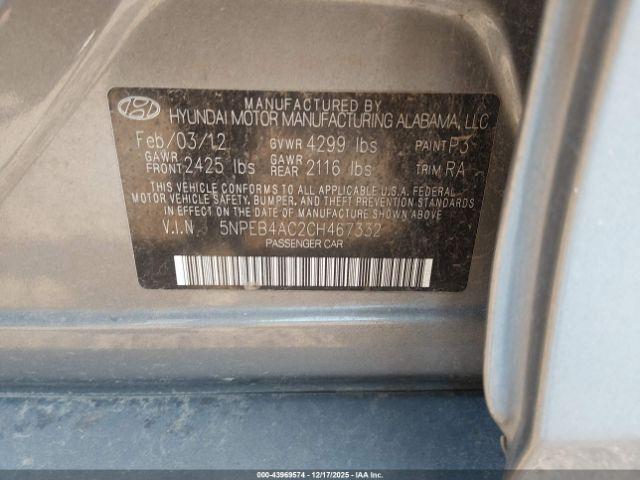 MANUFACTURED BY
HYUNDAI MOTOR MANUFACTURING ALABAMA, LLC
Feb/03/12 GVWR 4299 lbs PAINT P3
GAWR FRONT 2425 lbs GAWR REAR 2116 lbs TRIM RA
THIS VEHICLE CONFORMS TO ALL APPLICABLE U.S.A. FEDERAL
MOTOR VEHICLE SAFETY, BUMPER, AND THEFT PREVENTION STANDARDS
IN EFFECT ON THE DATE OF MANUFACTURE SHOWN ABOVE.
V.I.N. 5NPEB4AC2CH467332
PASSENGER CAR
000-43969574 - 12/17/2025 - IAAI.COM